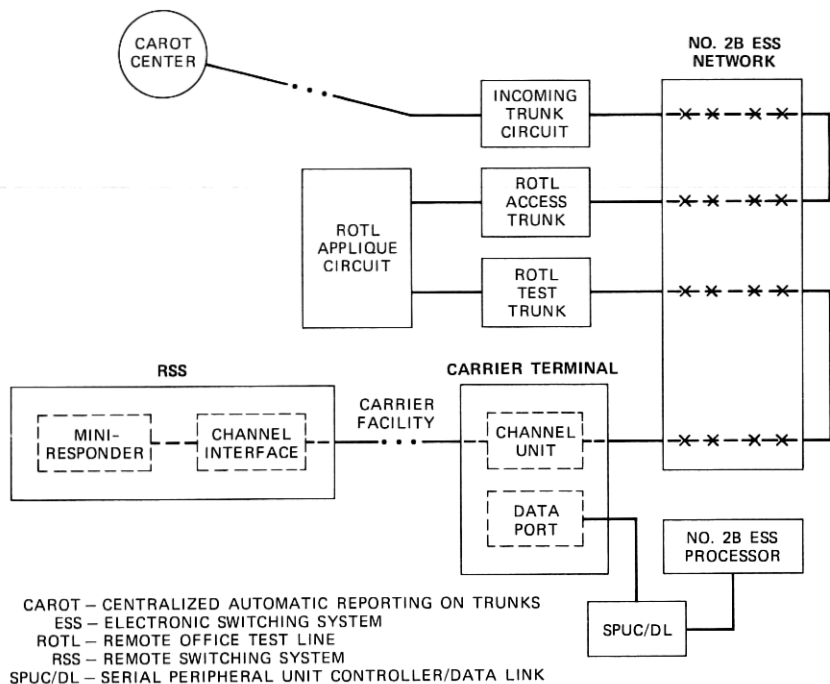 CAROT
CENTER
NO. 2B ESS
NETWORK
INCOMING
TRUNK
CIRCUIT
ROTL
APPLIQUE
CIRCUIT
ROTL
ACCESS
TRUNK
ROTL
TEST
TRUNK
RSS
CARRIER TERMINAL
MINI-
RESPONDER
CHANNEL
INTERFACE
CARRIER
FACILITY
CHANNEL
UNIT
DATA
PORT
NO. 2B ESS
PROCESSOR
SPUC/DL
CAROT – CENTRALIZED AUTOMATIC REPORTING ON TRUNKS
ESS – ELECTRONIC SWITCHING SYSTEM
ROTL – REMOTE OFFICE TEST LINE
RSS – REMOTE SWITCHING SYSTEM
SPUC/DL – SERIAL PERIPHERAL UNIT CONTROLLER/DATA LINK